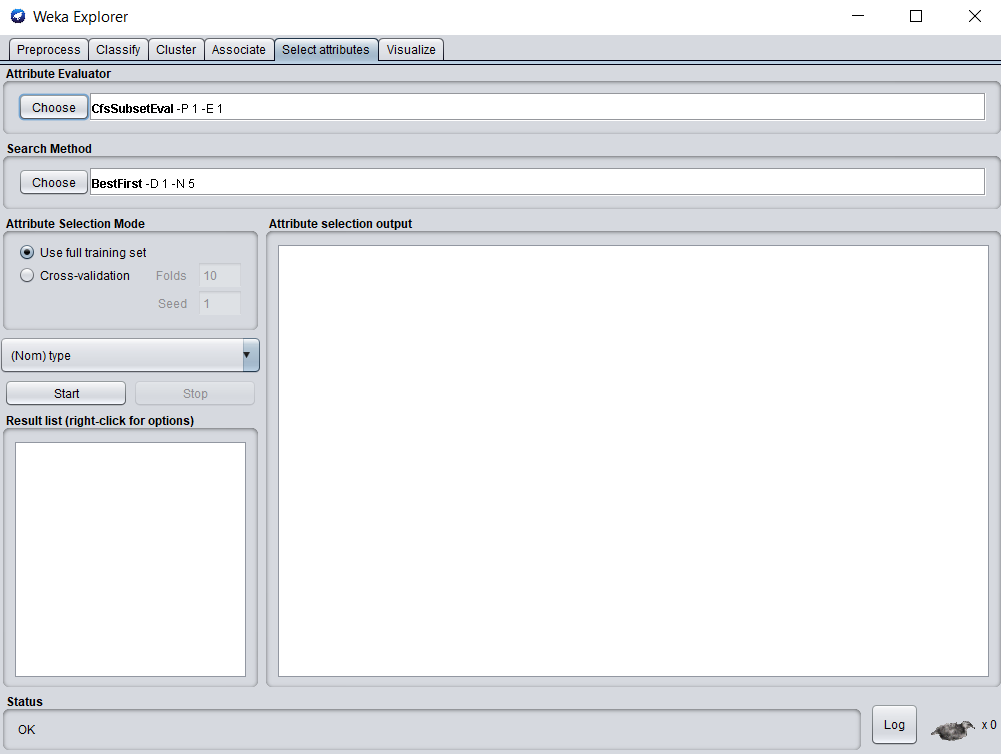 Weka Explorer
Preprocess Classify Cluster Associate Select attributes Visualize
Attribute Evaluator
Choose CfsSubsetEval -P 1 -E 1
Search Method
Choose BestFirst -D 1 -N 5
Attribute Selection Mode
Use full training set
Cross-validation Folds 10
Seed 1
(Nom) type
Start Stop
Result list (right-click for options)
Attribute selection output
Status
OK
Log x 0